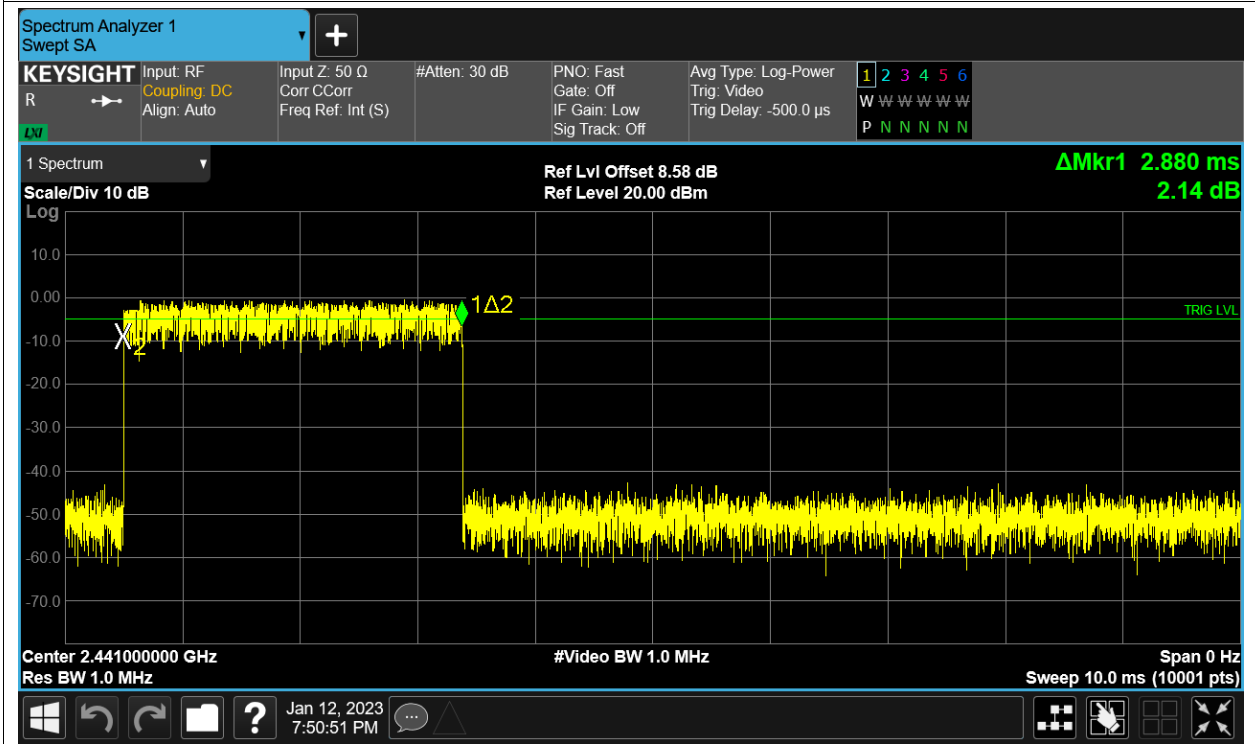 Spectrum Analyzer 1
Swept SA
+
KEYSIGHT
R
LXI
Input: RF
Coupling: DC
Align: Auto
Input Z: 50 Ω
Corr CCorr
Freq Ref: Int (S)
#Atten: 30 dB
PNO: Fast
Gate: Off
IF Gain: Low
Sig Track: Off
Avg Type: Log-Power
Trig: Video
Trig Delay: -500.0 µs
1 2 3 4 5 6
W W W W W W
P N N N N N
1 Spectrum
Scale/Div 10 dB
Log
Ref Lvl Offset 8.58 dB
Ref Level 20.00 dBm
ΔMkr1 2.880 ms
2.14 dB
10.0
0.00
-10.0
-20.0
-30.0
-40.0
-50.0
-60.0
-70.0
1Δ2
X2
TRIG LVL
Center 2.441000000 GHz
Res BW 1.0 MHz
#Video BW 1.0 MHz
Span 0 Hz
Sweep 10.0 ms (10001 pts)
?
Jan 12, 2023
7:50:51 PM